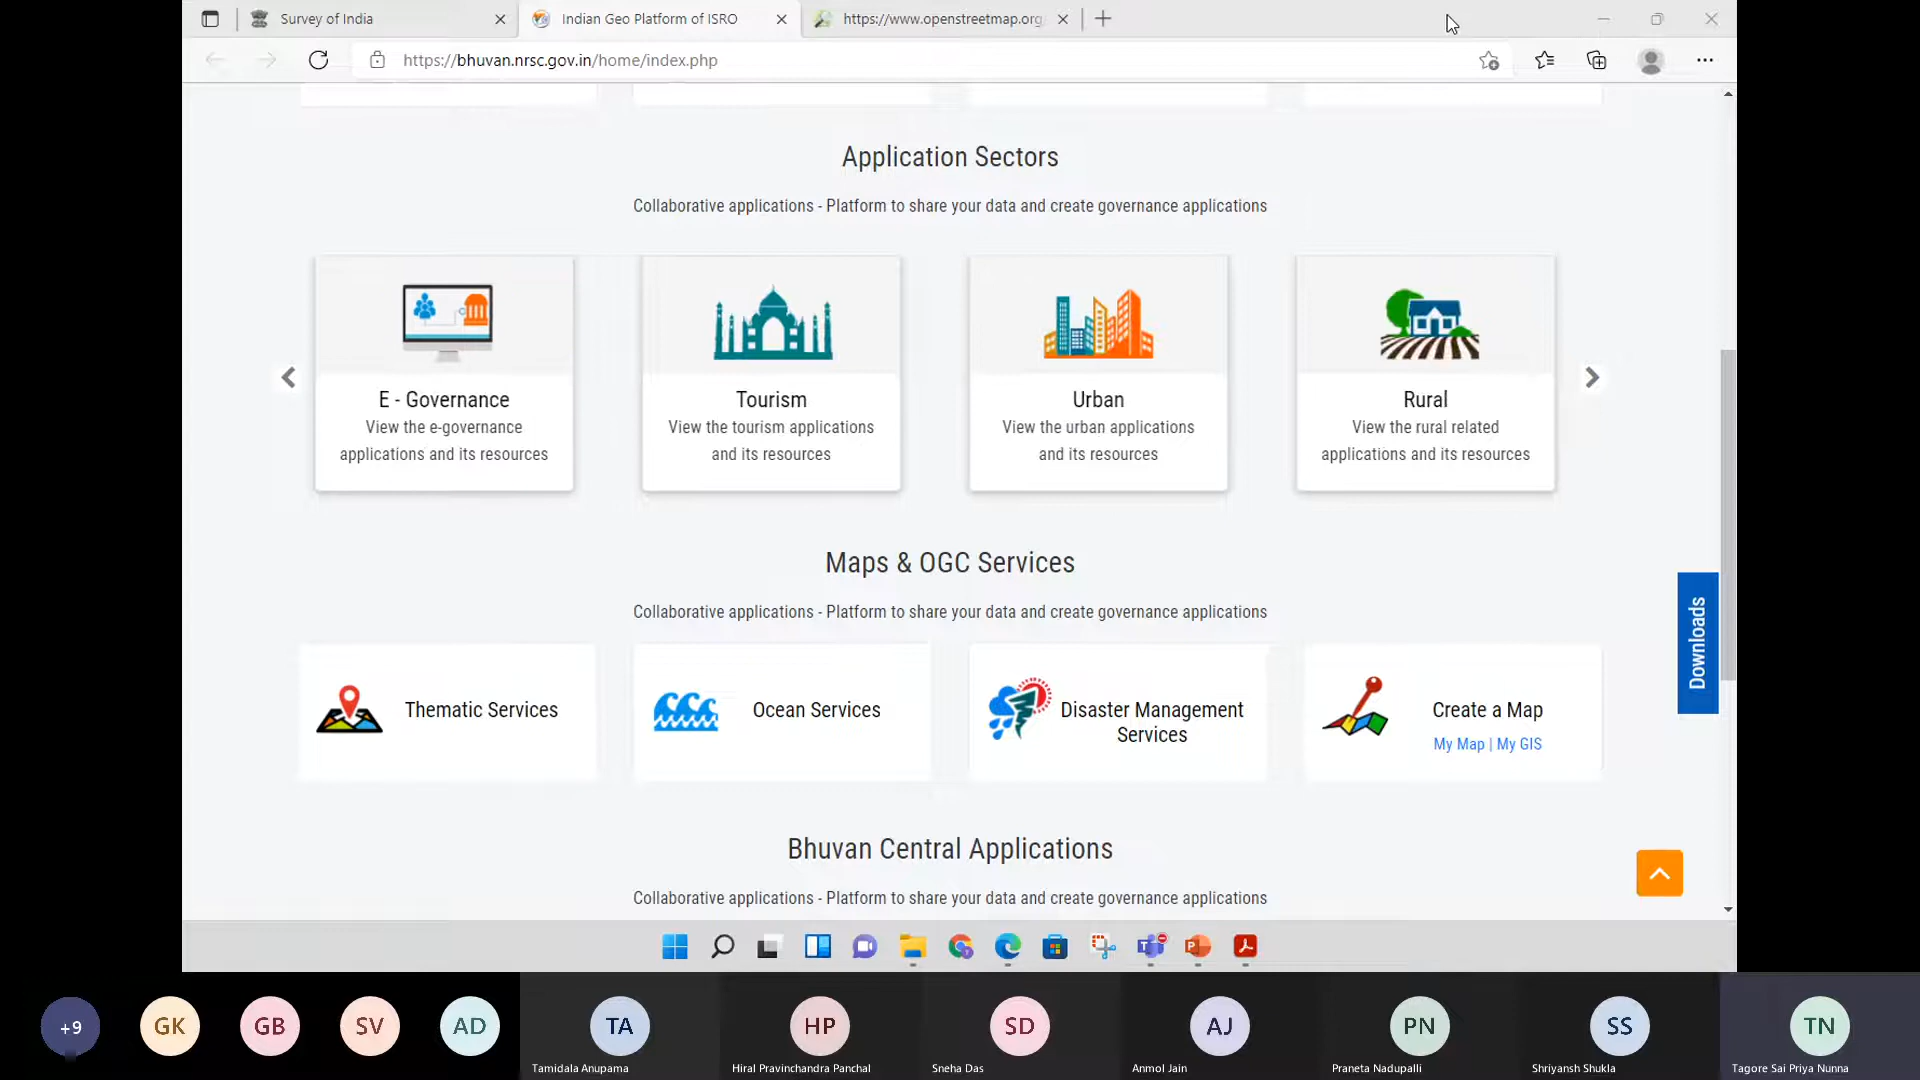 Survey of India
Indian Geo Platform of ISRO
https://www.openstreetmap.org
https://bhuvan.nrsc.gov.in/home/index.php
Application Sectors
Collaborative applications - Platform to share your data and create governance applications
E - Governance
View the e-governance
applications and its resources
Tourism
View the tourism applications
and its resources
Urban
View the urban applications
and its resources
Rural
View the rural related
applications and its resources
Maps & OGC Services
Collaborative applications - Platform to share your data and create governance applications
Thematic Services
Ocean Services
Disaster Management
Services
Create a Map
My Map | My GIS
Downloads
Bhuvan Central Applications
Collaborative applications - Platform to share your data and create governance applications
+9
GK
GB
SV
AD
TA
HP
SD
AJ
PN
SS
TN
Tamidala Anupama
Hiral Pravinchandra Panchal
Sneha Das
Anmol Jain
Praneta Nadupalli
Shriyansh Shukla
Tagore Sai Priya Nunna